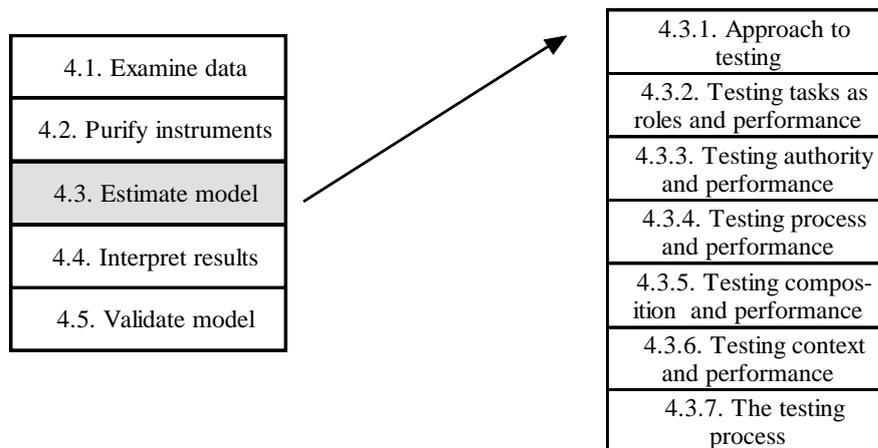 4.1. Examine data
4.2. Purify instruments
4.3. Estimate model
4.4. Interpret results
4.5. Validate model
4.3.1. Approach to
testing
4.3.2. Testing tasks as
roles and performance
4.3.3. Testing authority
and performance
4.3.4. Testing process
and performance
4.3.5. Testing compos-
ition and performance
4.3.6. Testing context
and performance
4.3.7. The testing
process